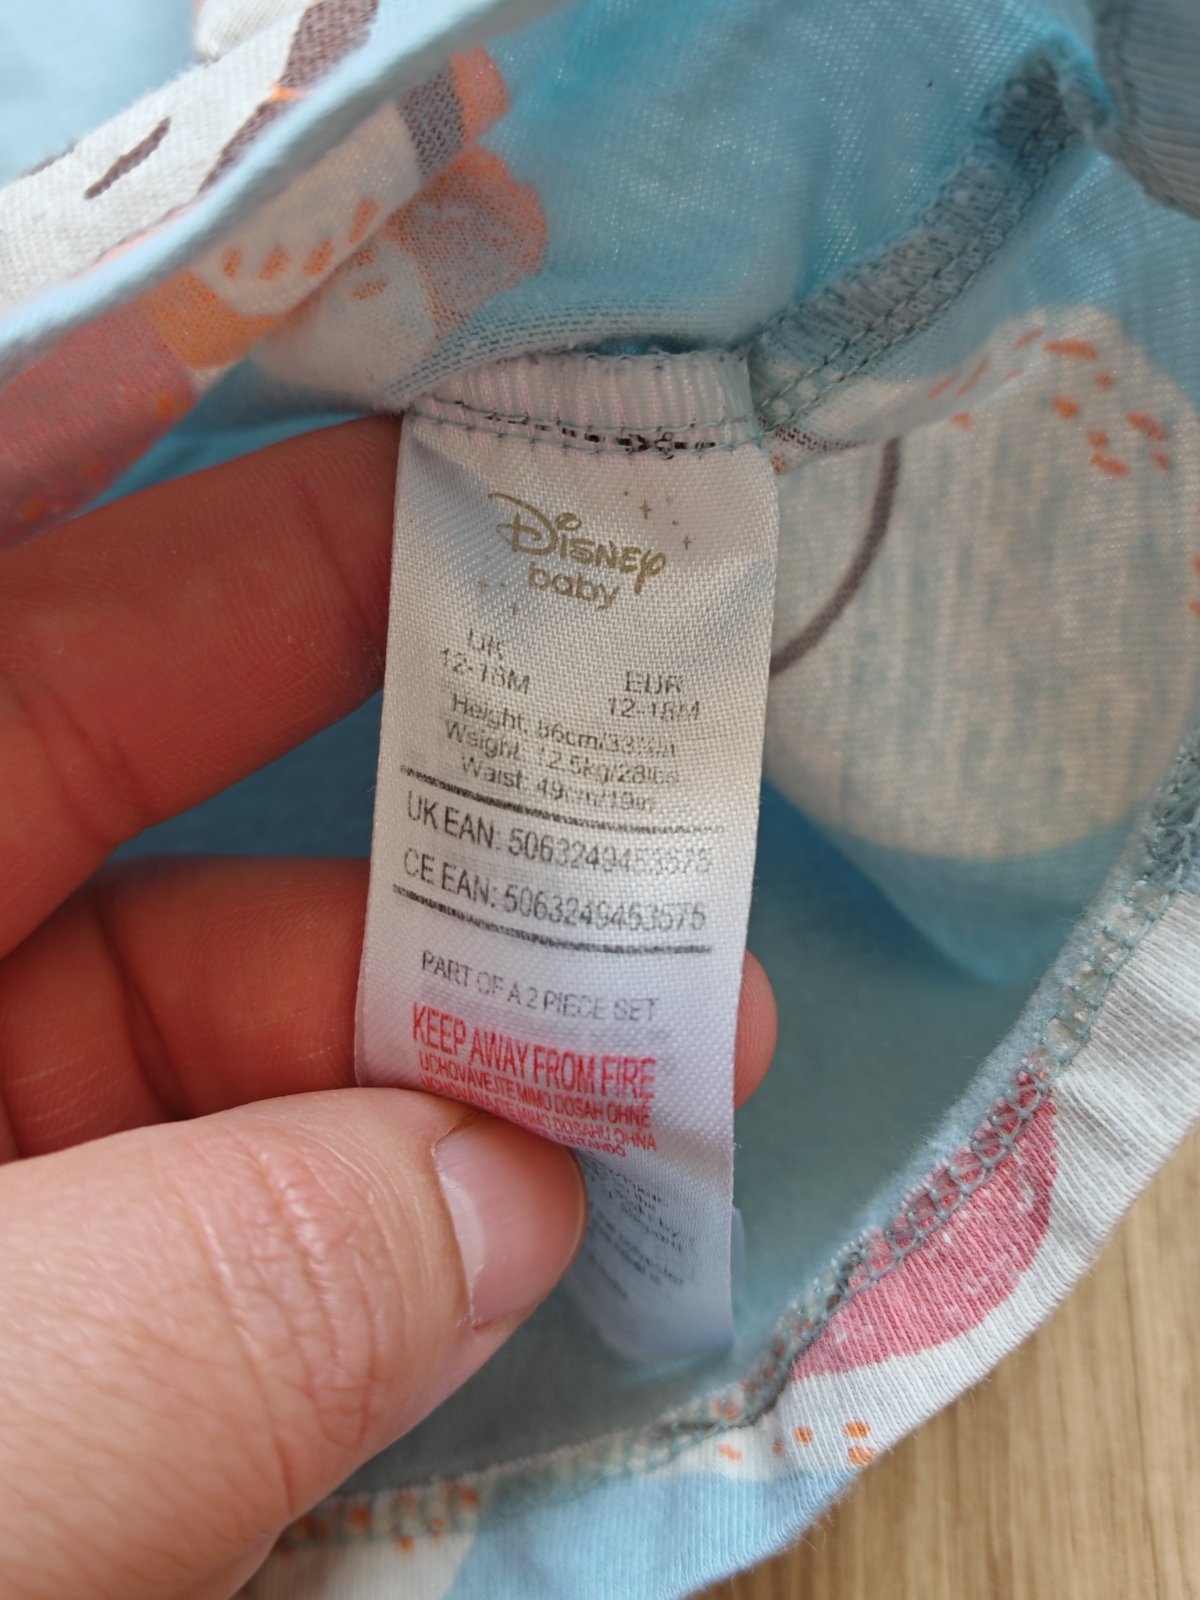 Disney
baby
UK
12-18M
EUR
12-18M
Height: 86cm/33
Weight: 12.5kg/28lbs
Waist: 49cm/19in
UK EAN: 5063249453575
CE EAN: 5063249453575
PART OF A 2 PIECE SET
KEEP AWAY FROM FIRE
UCHOVÁVEJTE MIMO DOSAH OHNĚ
UCHOVÁVAJTE MIMO DOSAHU OHŇA